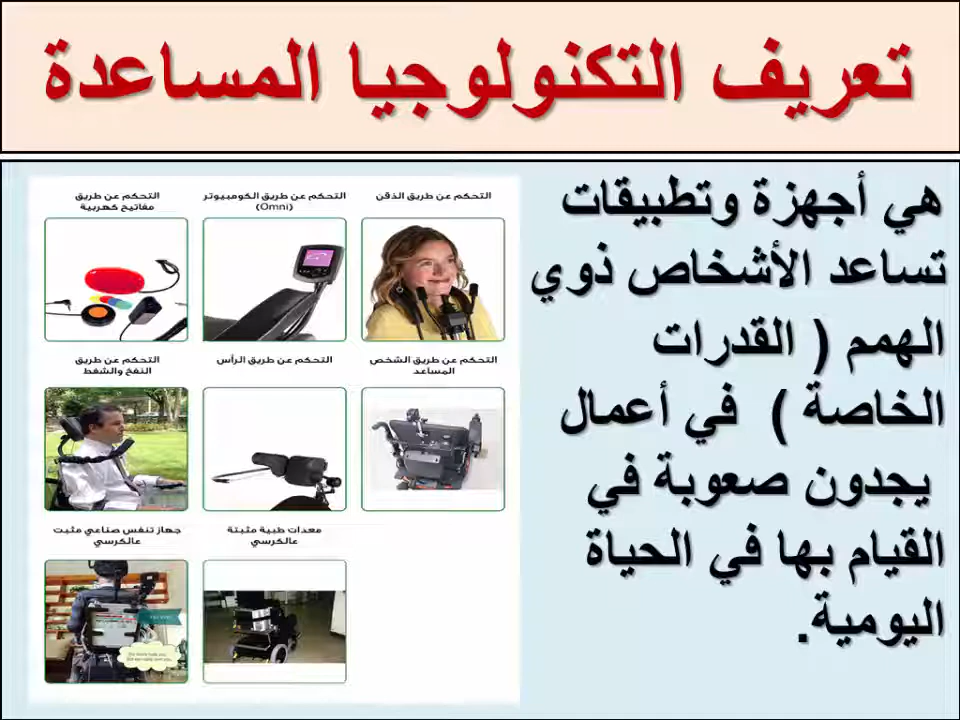 تعريف التكنولوجيا المساعدة
هي أجهزة وتطبيقات
تساعد الأشخاص ذوي
الهمم ( القدرات
الخاصة ) في أعمال
يجدون صعوبة في
القيام بها في الحياة
اليومية.
التحكم عن طريق الذقن
التحكم عن طريق الكومبيوتر
(Omni)
التحكم عن طريق
مفاتيح كهربية
التحكم عن طريق الشخص
المساعد
التحكم عن طريق الرأس
التحكم عن طريق
النفخ والشفط
معدات طبية مثبتة
عالكرسي
جهاز تنفس صناعي مثبت
عالكرسي